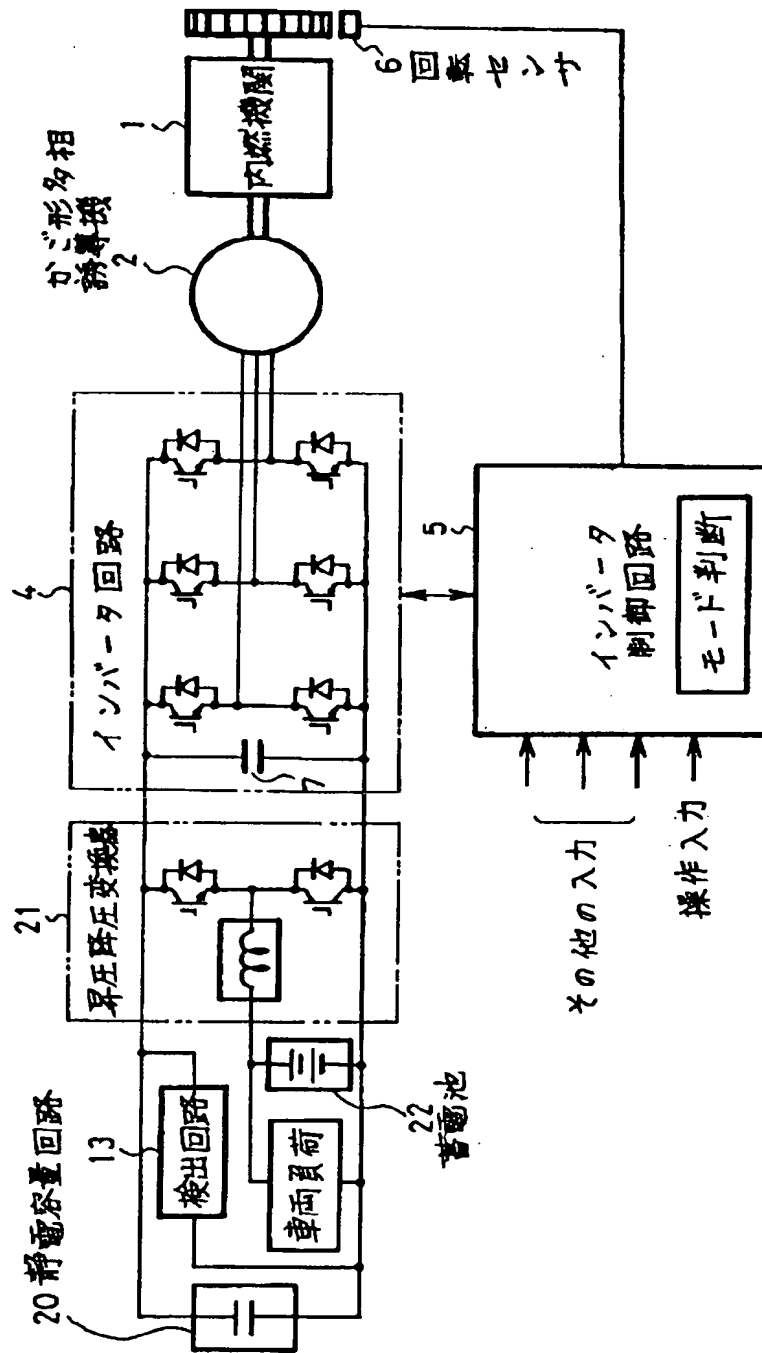 20 静電容量回路
13
検出回路
車両負荷
22
蓄電池
21
昇圧降圧変換器
4
インバータ回路
7
かご形多相
誘導機
2
1
内燃機関
6
回転センサ
5
インバータ
制御回路
モード判断
その他の入力
操作入力